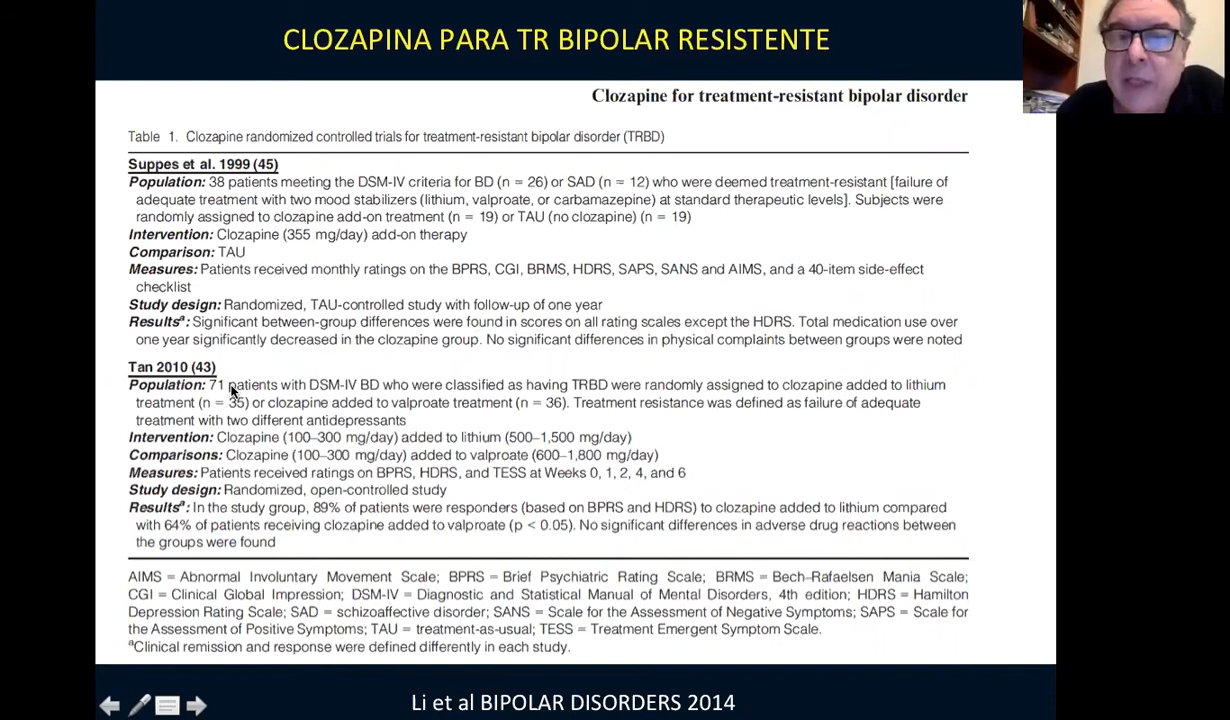 CLOZAPINA PARA TR BIPOLAR RESISTENTE
Clozapine for treatment-resistant bipolar disorder
Table 1. Clozapine randomized controlled trials for treatment-resistant bipolar disorder (TRBD)
Suppes et al. 1999 (45)
Population: 38 patients meeting the DSM-IV criteria for BD (n = 26) or SAD (n = 12) who were deemed treatment-resistant [failure of
adequate treatment with two mood stabilizers (lithium, valproate, or carbamazepine) at standard therapeutic levels]. Subjects were
randomly assigned to clozapine add-on treatment (n = 19) or TAU (no clozapine) (n = 19)
Intervention: Clozapine (355 mg/day) add-on therapy
Comparison: TAU
Measures: Patients received monthly ratings on the BPRS, CGI, BRMS, HDRS, SAPS, SANS and AIMS, and a 40-item side-effect
checklist
Study design: Randomized, TAU-controlled study with follow-up of one year
Resultsª: Significant between-group differences were found in scores on all rating scales except the HDRS. Total medication use over
one year significantly decreased in the clozapine group. No significant differences in physical complaints between groups were noted
Tan 2010 (43)
Population: 71 patients with DSM-IV BD who were classified as having TRBD were randomly assigned to clozapine added to lithium
treatment (n = 35) or clozapine added to valproate treatment (n = 36). Treatment resistance was defined as failure of adequate
treatment with two different antidepressants
Intervention: Clozapine (100–300 mg/day) added to lithium (500–1,500 mg/day)
Comparisons: Clozapine (100–300 mg/day) added to valproate (600–1,800 mg/day)
Measures: Patients received ratings on BPRS, HDRS, and TESS at Weeks 0, 1, 2, 4, and 6
Study design: Randomized, open-controlled study
Resultsª: In the study group, 89% of patients were responders (based on BPRS and HDRS) to clozapine added to lithium compared
with 64% of patients receiving clozapine added to valproate (p < 0.05). No significant differences in adverse drug reactions between
the groups were found
AIMS = Abnormal Involuntary Movement Scale; BPRS = Brief Psychiatric Rating Scale; BRMS = Bech–Rafaelsen Mania Scale;
CGI = Clinical Global Impression; DSM-IV = Diagnostic and Statistical Manual of Mental Disorders, 4th edition; HDRS = Hamilton
Depression Rating Scale; SAD = schizoaffective disorder; SANS = Scale for the Assessment of Negative Symptoms; SAPS = Scale for
the Assessment of Positive Symptoms; TAU = treatment-as-usual; TESS = Treatment Emergent Symptom Scale.
ªClinical remission and response were defined differently in each study.
Li et al BIPOLAR DISORDERS 2014